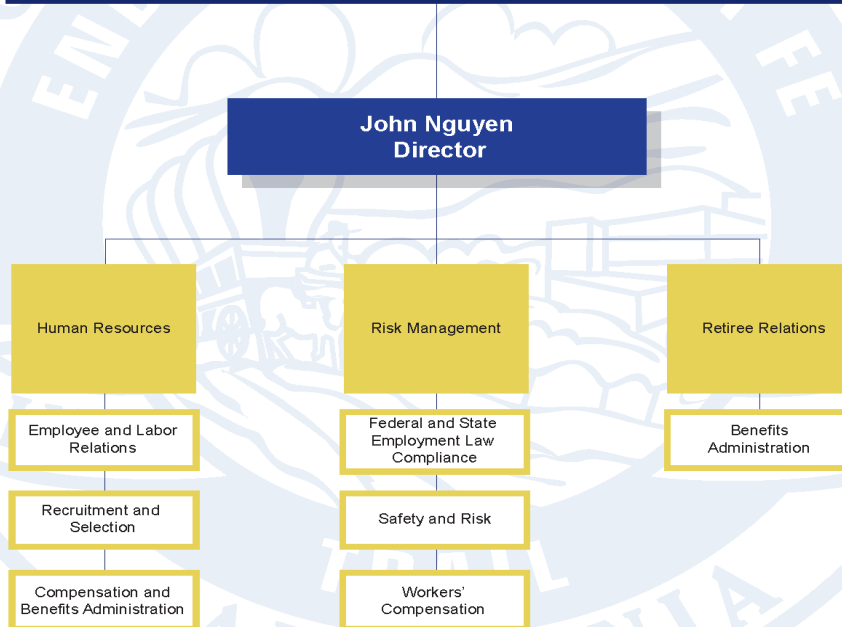 John Nguyen
Director
Human Resources
Risk Management
Retiree Relations
Employee and Labor
Relations
Federal and State
Employment Law
Compliance
Benefits
Administration
Recruitment and
Selection
Safety and Risk
Compensation and
Benefits Administration
Workers'
Compensation
TRAIL